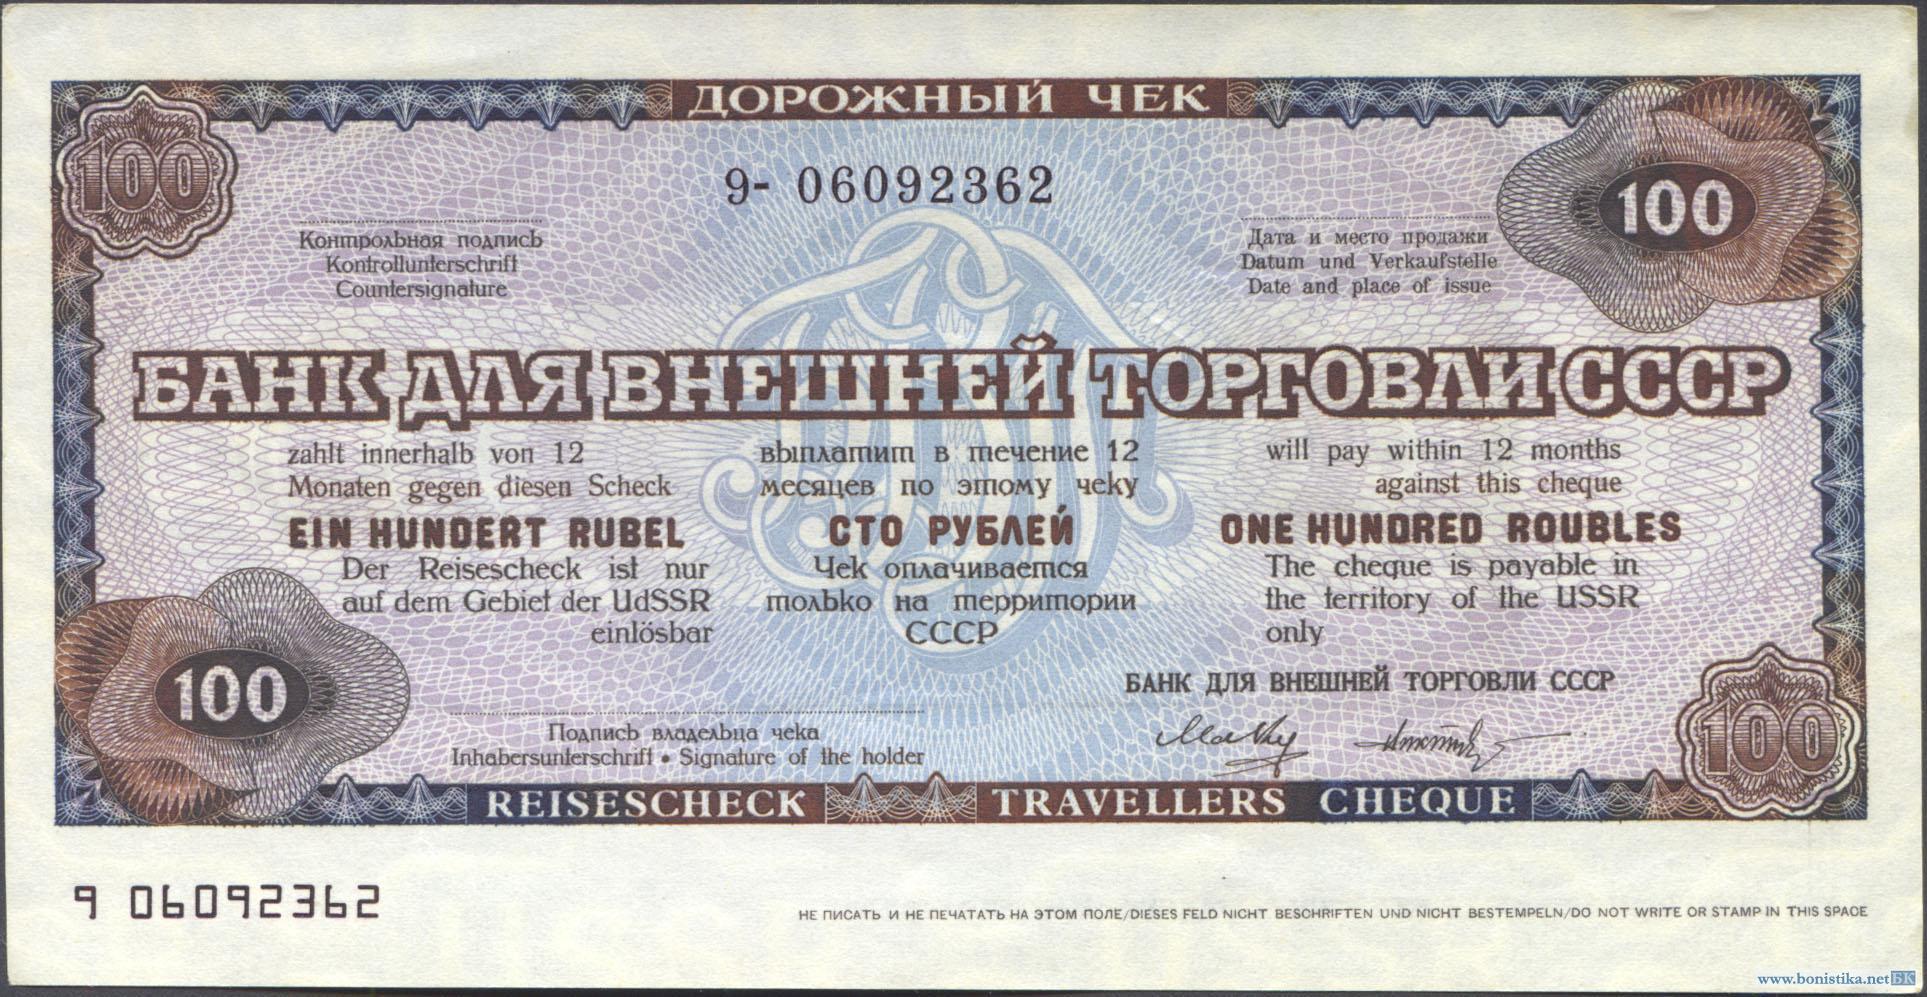 ДОРОЖНЫЙ ЧЕК
100
9- 06092362
100
Контрольная подпись
Kontrollunterschrift
Countersignature
Дата и место продажи
Datum und Verkaufstelle
Date and place of issue
БАНК ДЛЯ ВНЕШНЕЙ ТОРГОВЛИ СССР
zahlt innerhalb von 12
Monaten gegen diesen Scheck
EIN HUNDERT RUBEL
Der Reisescheck ist nur
auf dem Gebiet der UdSSR
einlösbar
выплатит в течение 12
месяцев по этому чеку
СТО РУБЛЕЙ
Чек оплачивается
только на территории
СССР
will pay within 12 months
against this cheque
ONE HUNDRED ROUBLES
The cheque is payable in
the territory of the USSR
only
БАНК ДЛЯ ВНЕШНЕЙ ТОРГОВЛИ СССР
100
100
Подпись владельца чека
Inhabersunterschrift • Signature of the holder
REISESCHECK TRAVELLERS CHEQUE
9 06092362
НЕ ПИСАТЬ И НЕ ПЕЧАТАТЬ НА ЭТОМ ПОЛЕ/DIESES FELD NICHT BESCHRIFTEN UND NICHT BESTEMPELN/DO NOT WRITE OR STAMP IN THIS SPACE
www.bonistika.net БК